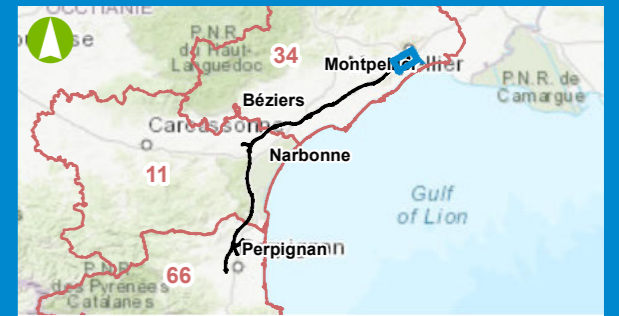 OCCITANIE
P.N.R.
du Haut-
Languedoc
34
Montpellier
P.N.R. de
Camargue
Béziers
Carcassonne
Narbonne
11
Gulf
of Lion
Perpignan
66
P.N.R.
des Pyrénées
Catalanes